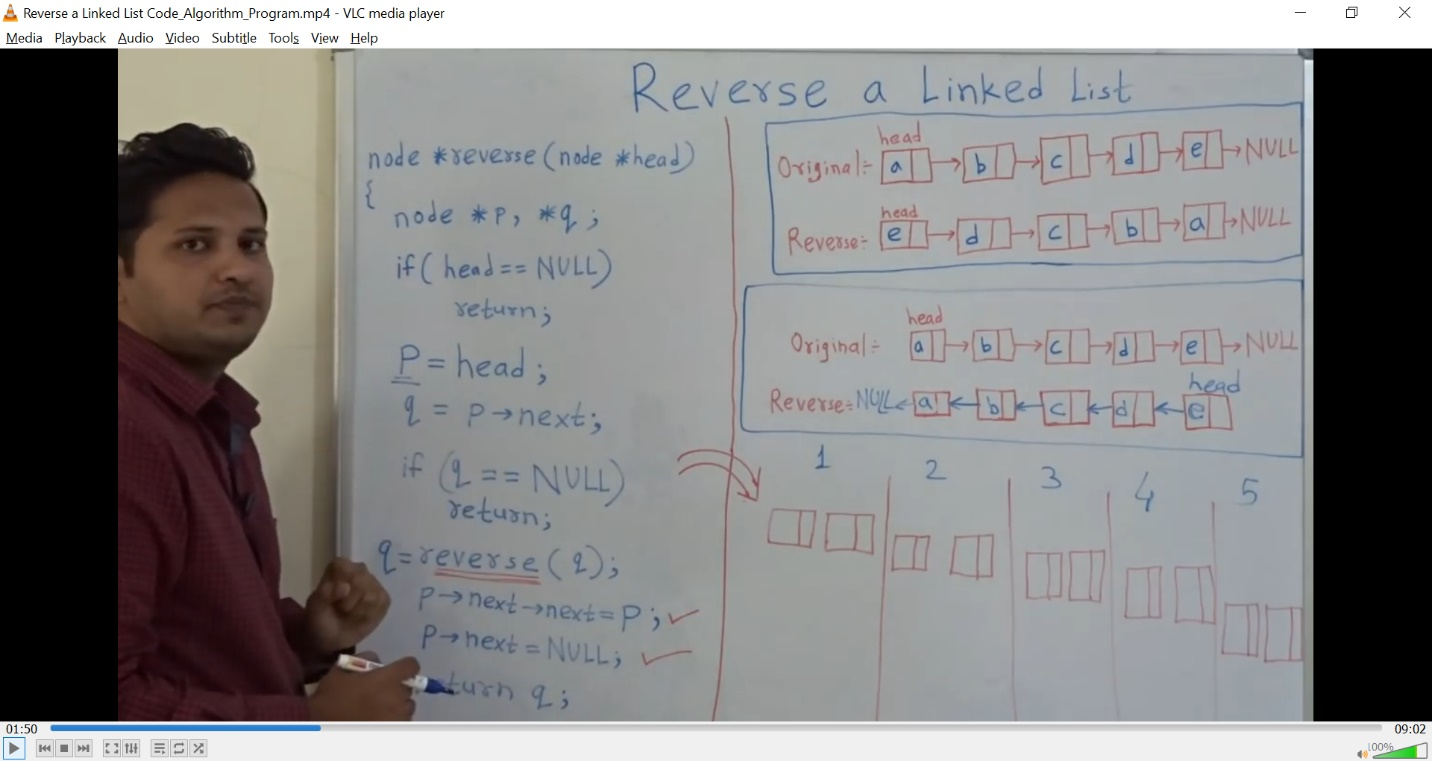 Reverse a Linked List Code_Algorithm_Program.mp4 - VLC media player
Media Playback Audio Video Subtitle Tools View Help
Reverse a Linked List
node *reverse(node *head)
{
node *p, *q;
if( head == NULL)
return;
P = head;
q = P→next;
if (q == NULL)
return;
q=reverse(q);
P→next→next=P; ✓
P→next = NULL; ✓
turn q;
head
Original:- a → b → c → d → e → NULL
head
Reverse:- e → d → c → b → a → NULL
head
Original:- a → b → c → d → e → NULL
head
Reverse:- NULL ← a ← b ← c ← d ← e
1 2 3 4 5
01:50 09:02
100%